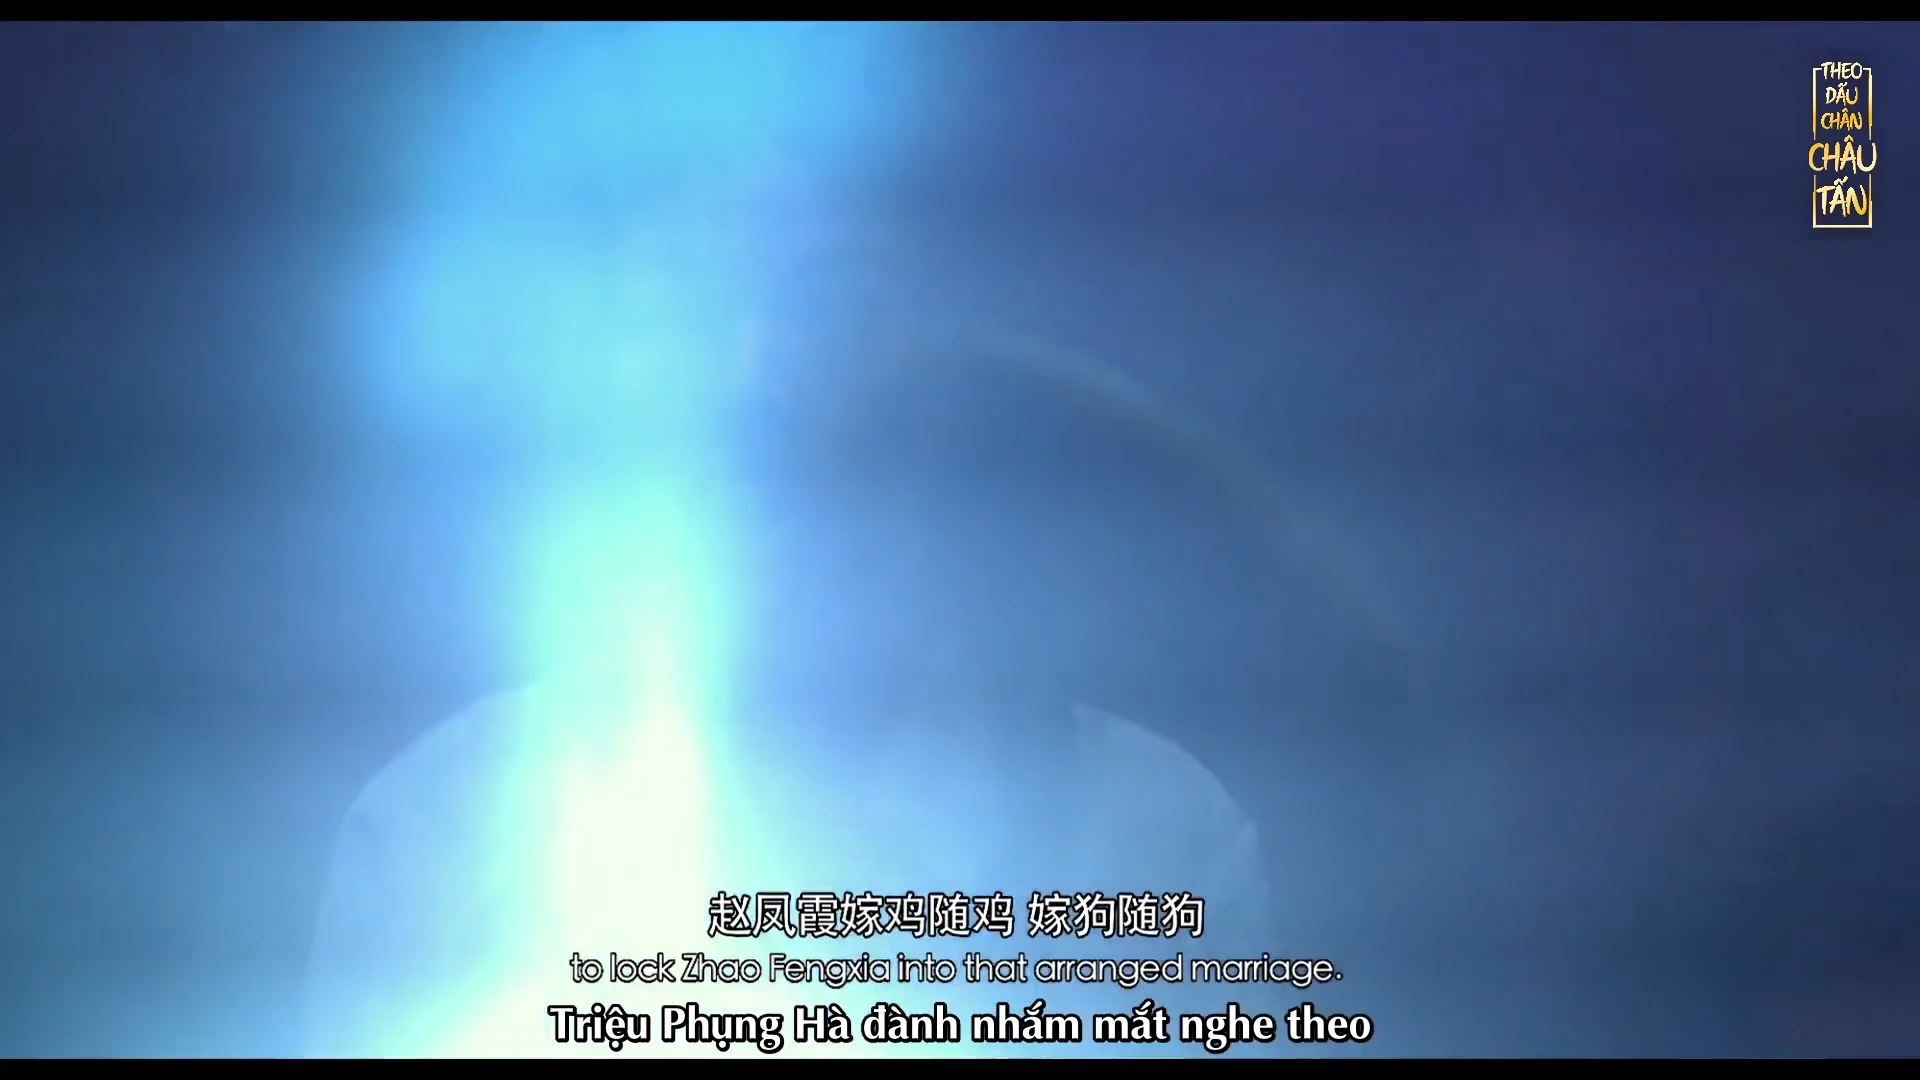 THEO
DẤU
CHÂN
CHÂU
TẤN
赵凤霞嫁鸡随鸡 嫁狗随狗
to lock Zhao Fengxia into that arranged marriage.
Triệu Phụng Hà đành nhắm mắt nghe theo